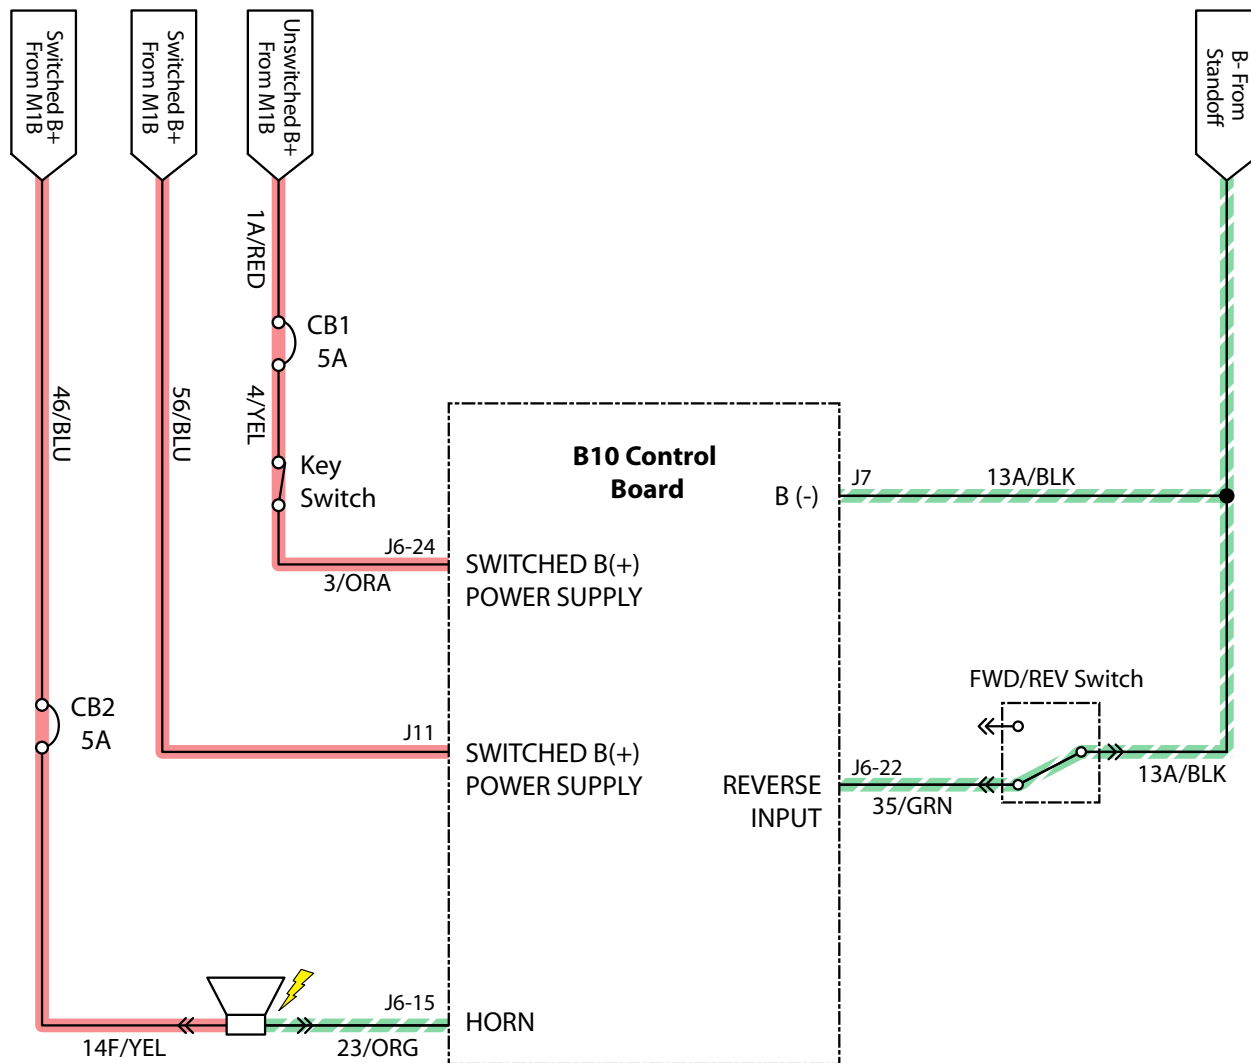 Switched B+
From M1B
Switched B+
From M1B
Unswitched B+
From M1B
B- From
Standoff
1A/RED
CB1
5A
46/BLU
56/BLU
4/YEL
Key
Switch
B10 Control
Board
B (-)
J7
13A/BLK
J6-24
3/ORA
SWITCHED B(+)
POWER SUPPLY
FWD/REV Switch
CB2
5A
J11
SWITCHED B(+)
POWER SUPPLY
REVERSE
INPUT
J6-22
35/GRN
13A/BLK
J6-15
HORN
14F/YEL
23/ORG